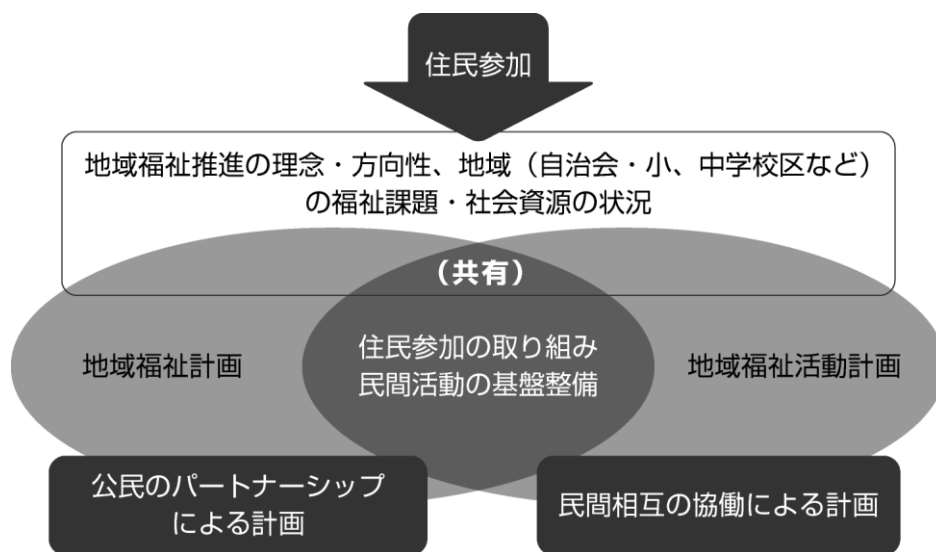 住民参加
地域福祉推進の理念・方向性、地域（自治会・小、中学校区など）
の福祉課題・社会資源の状況
（共有）
地域福祉計画
住民参加の取り組み
民間活動の基盤整備
地域福祉活動計画
公民のパートナーシップ
による計画
民間相互の協働による計画